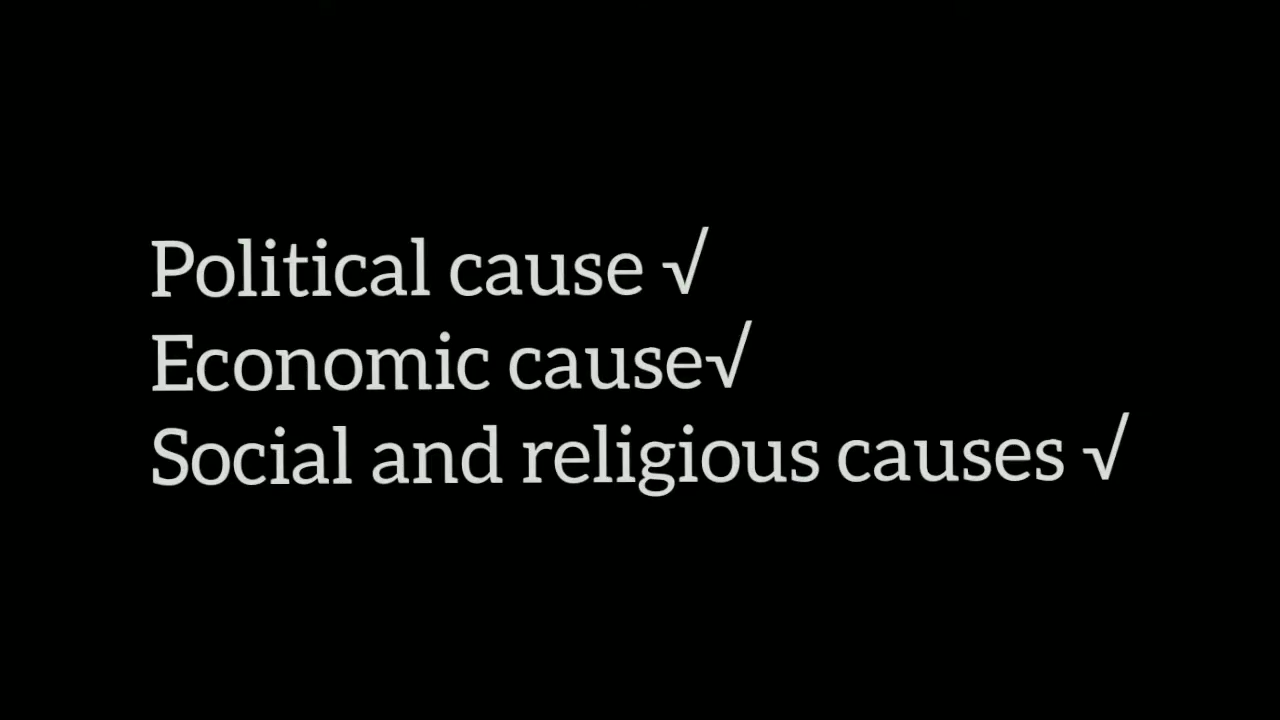 Political cause √
Economic cause√
Social and religious causes √